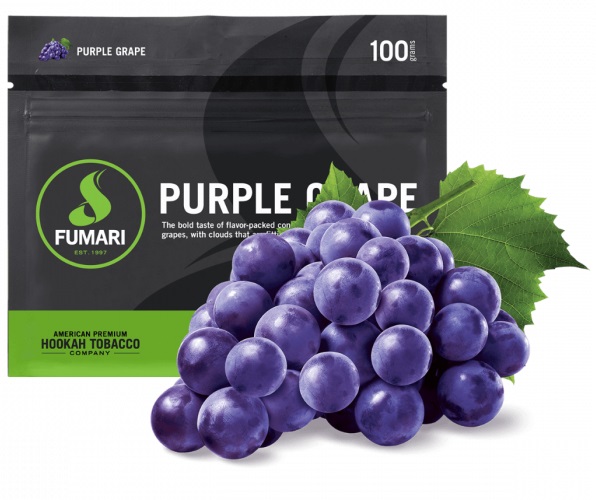 PURPLE GRAPE
100 grams
PURPLE GRAPE
The bold taste of flavor-packed
grapes, with clouds that
FUMARI
EST. 1997
AMERICAN PREMIUM
HOOKAH TOBACCO
COMPANY